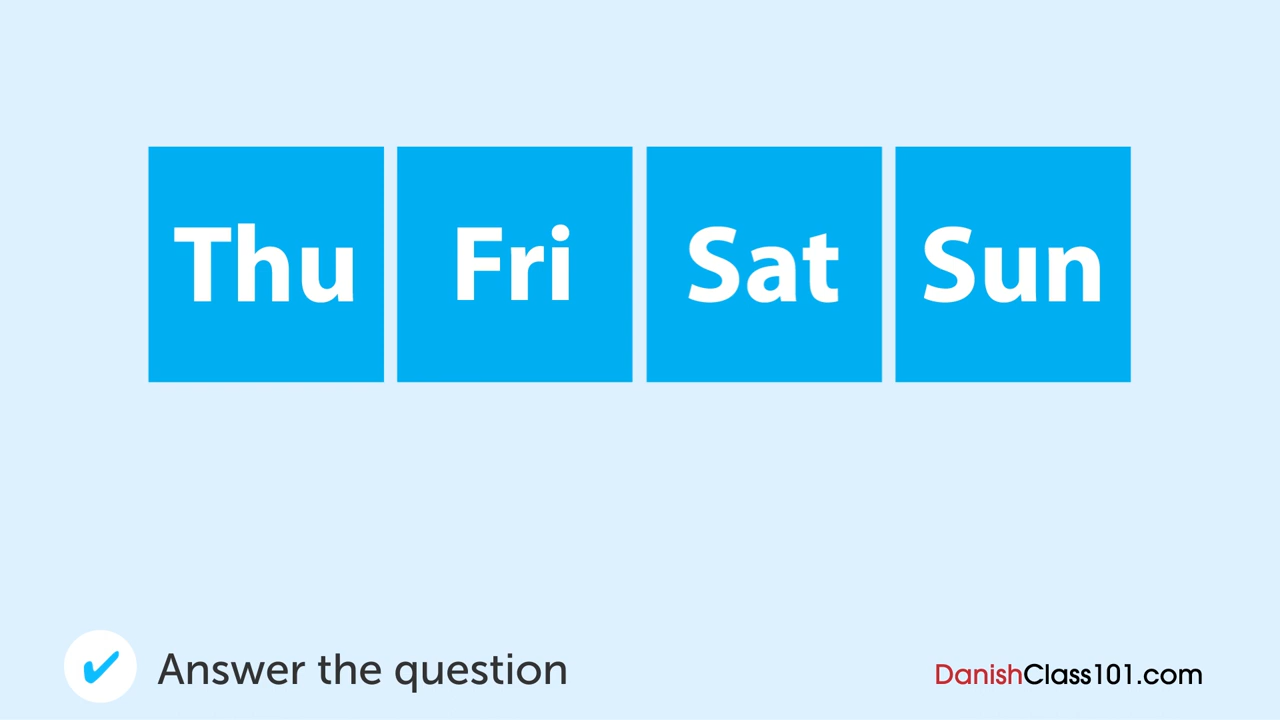 Thu Fri Sat Sun
Answer the question
DanishClass101.com